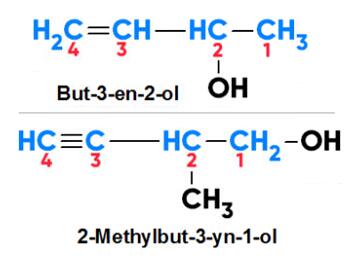 H₂C=CH—HC—CH₃
4 3 2 1
But-3-en-2-ol OH
HC≡C—HC—CH₂-OH
4 3 2 1
CH₃
2-Methylbut-3-yn-1-ol